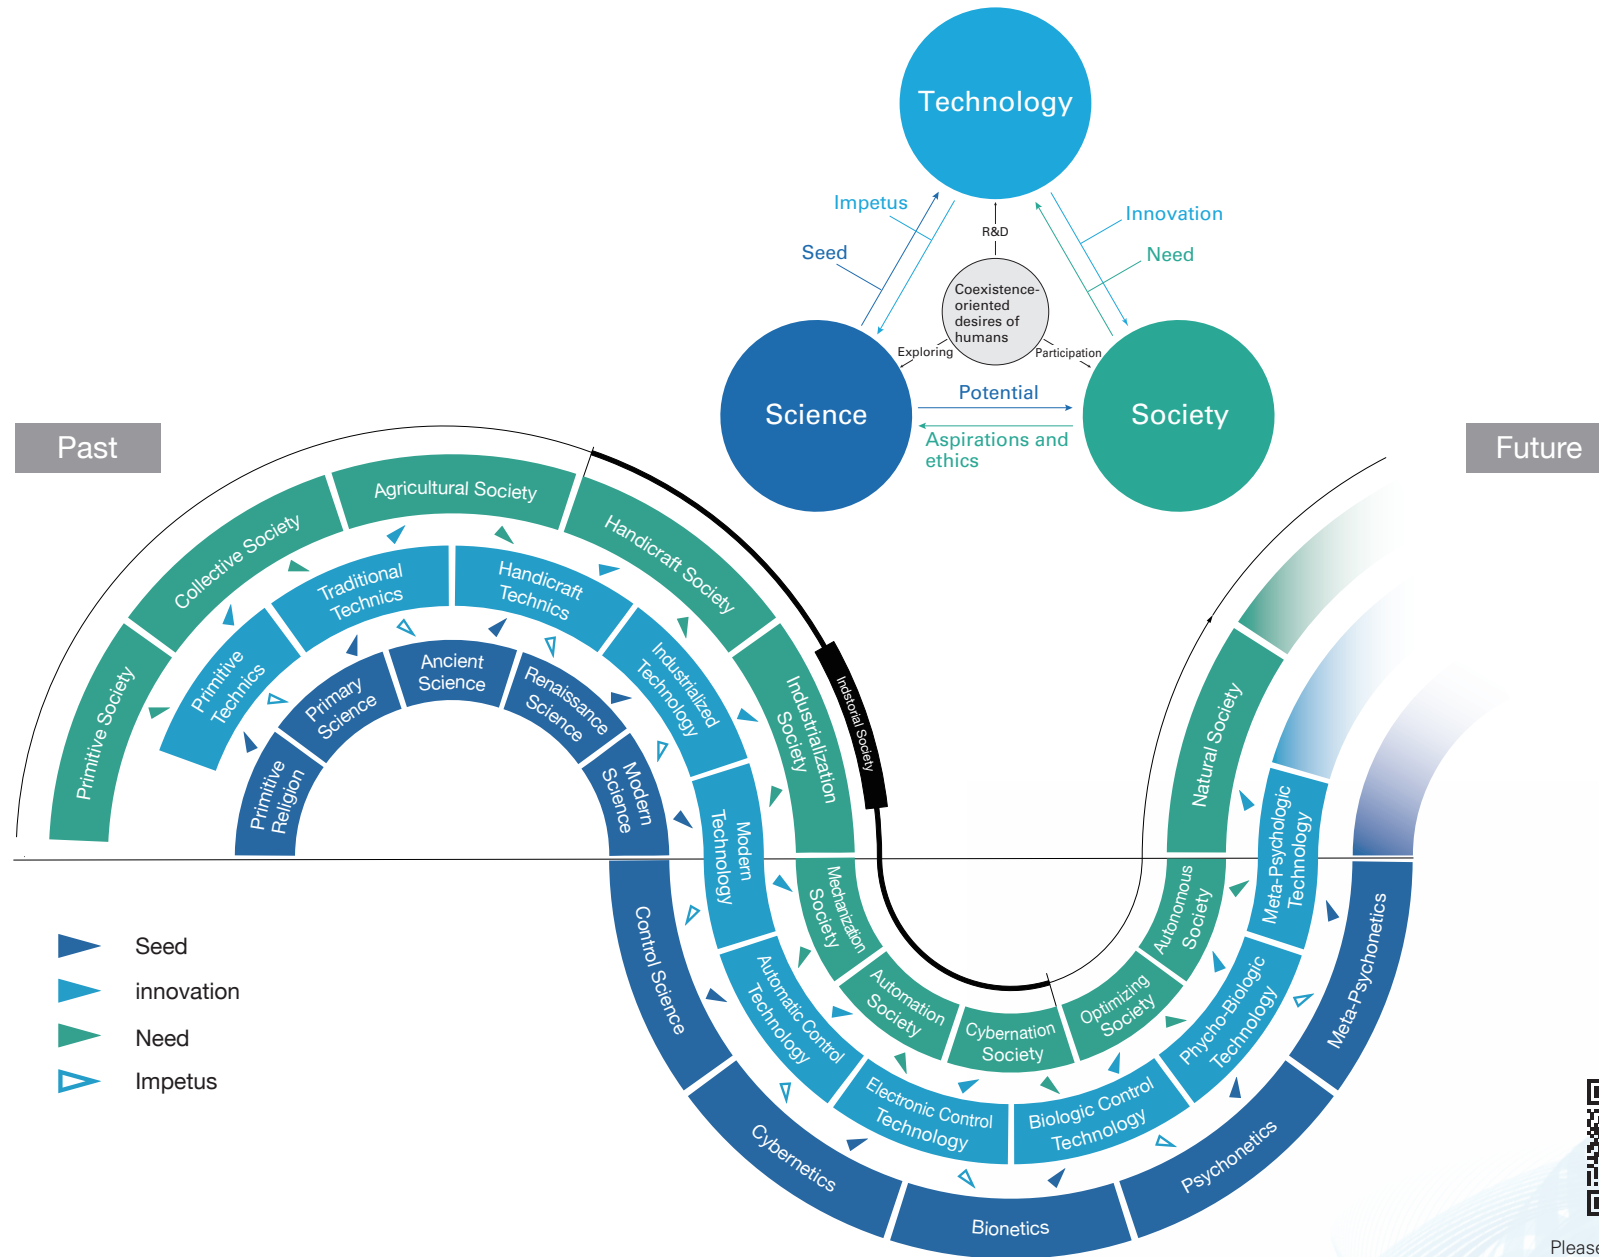 Technology
Impetus
Innovation
R&D
Seed
Need
Coexistence-
oriented
desires of
humans
Exploring
Participation
Science
Potential
Society
Aspirations and
ethics
Past
Future
Primitive Society
Collective Society
Agricultural Society
Handicraft Society
Industrialization
Society
Indstorial Society
Mechanization
Society
Automation
Society
Cybernation
Society
Optimizing
Society
Autonomous
Society
Natural Society
Primitive
Technics
Traditional
Technics
Handicraft
Technics
Industrialized
Technology
Modern
Technology
Automatic Control
Technology
Electronic Control
Technology
Biologic Control
Technology
Phycho-Biologic
Technology
Meta-Psychologic
Technology
Primitive
Religion
Primary
Science
Ancient
Science
Renaissance
Science
Modern
Science
Control Science
Cybernetics
Bionetics
Psychonetics
Meta-Psychonetics
Seed
innovation
Need
Impetus
Please